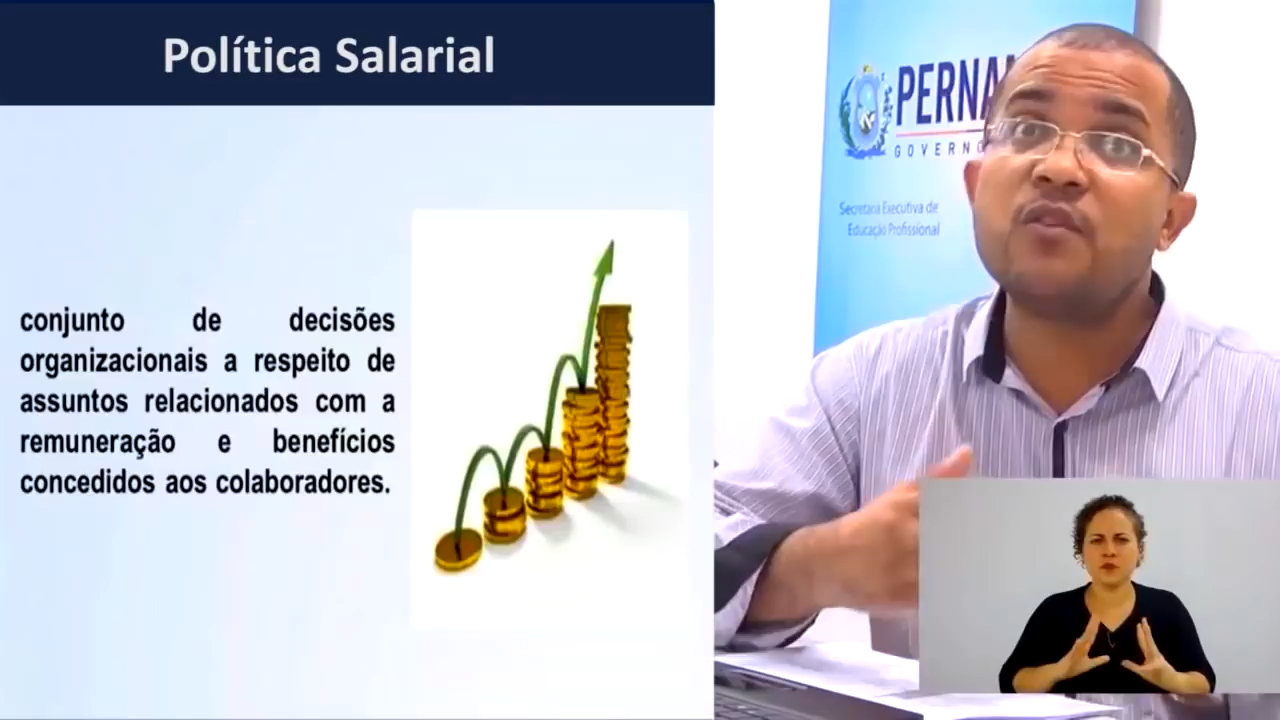 Política Salarial
conjunto de decisões
organizacionais a respeito de
assuntos relacionados com a
remuneração e benefícios
concedidos aos colaboradores.
PERNA
GOVERNO
Secretaria Executiva de
Educação Profissional